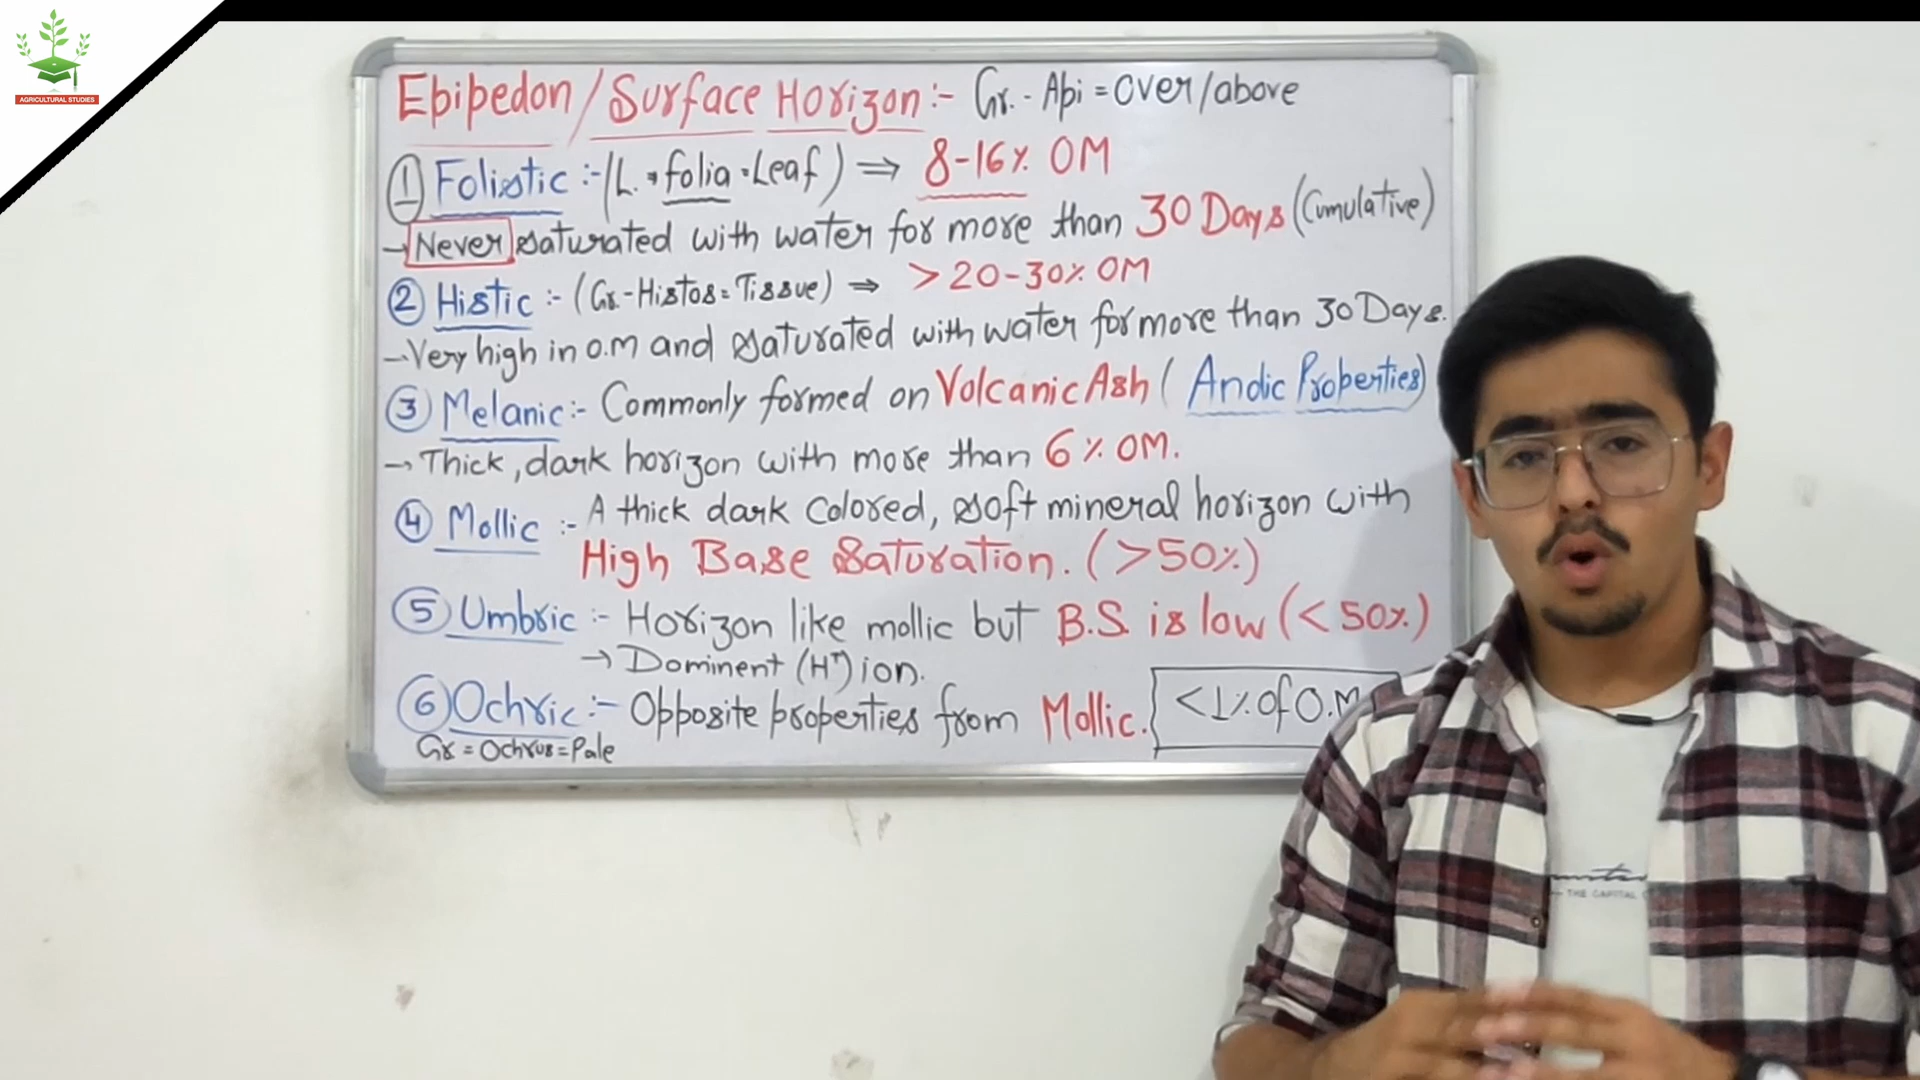 AGRICULTURAL STUDIES
Epipedon / Surface Horizon :- Gr. - Api = over/above
① Folistic :- (L. = folia = Leaf) ⇒ 8-16% OM
→ Never saturated with water for more than 30 Days (Cumulative)
② Histic :- (Gr - Histos = Tissue) ⇒ >20-30% OM
→ Very high in O.M and saturated with water for more than 30 Days.
③ Melanic :- Commonly formed on Volcanic Ash (Andic Properties)
→ Thick, dark horizon with more than 6% OM.
④ Mollic :- A thick dark colored, soft mineral horizon with
High Base Saturation. (>50%)
⑤ Umbric :- Horizon like mollic but B.S. is low (<50%)
→ Dominent (H⁺) ion.
⑥ Ochric :- Opposite properties from Mollic. <1% of O.M
Gr = Ochrus = Pale
THE CAPITAL